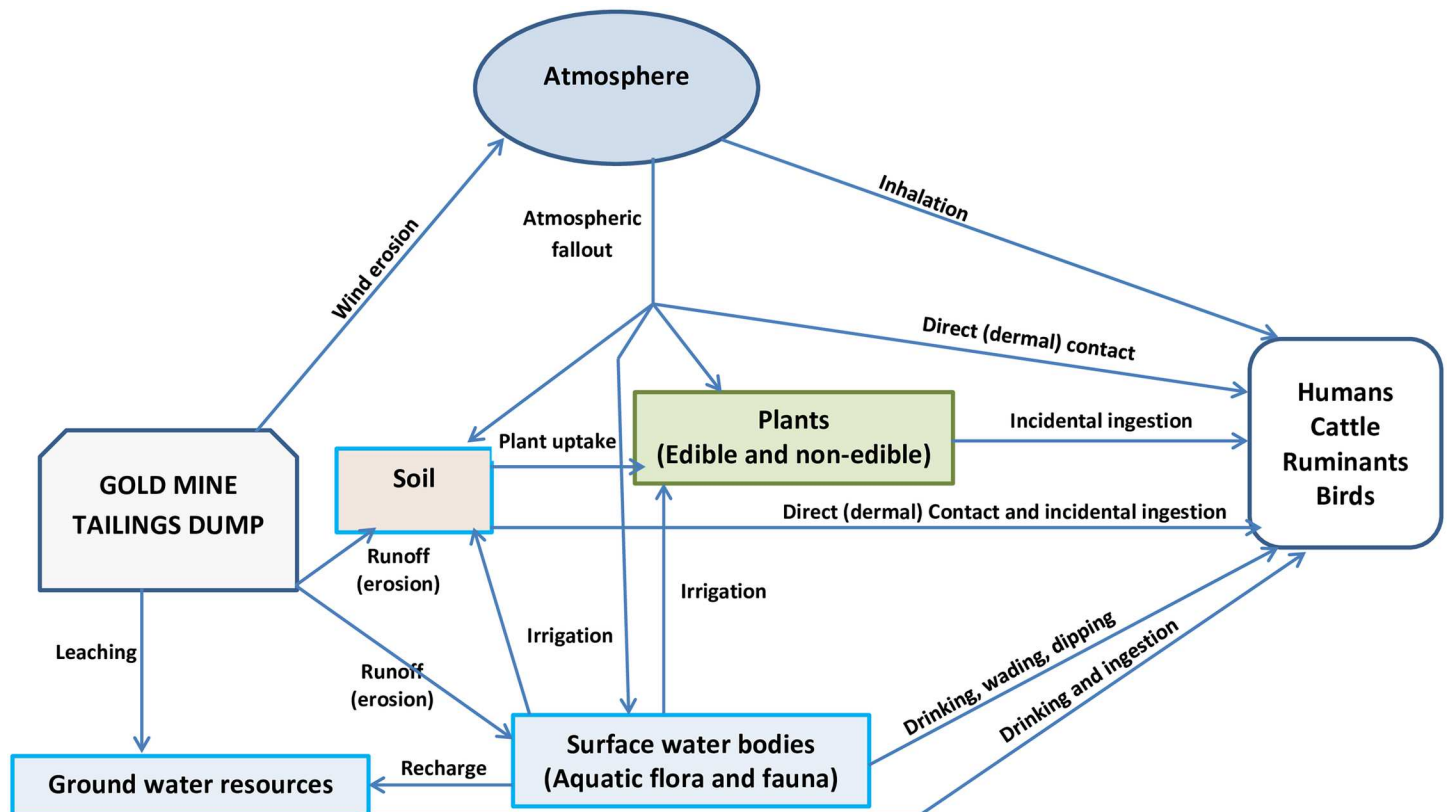 Atmosphere
Inhalation
Atmospheric
fallout
Wind erosion
Direct (dermal) contact
Humans
Cattle
Ruminants
Birds
Plants
(Edible and non-edible)
Incidental ingestion
Plant uptake
Soil
GOLD MINE
TAILINGS DUMP
Direct (dermal) Contact and incidental ingestion
Runoff
(erosion)
Irrigation
Irrigation
Leaching
Runoff
(erosion)
Drinking, wading, dipping
Drinking and ingestion
Surface water bodies
(Aquatic flora and fauna)
Recharge
Ground water resources